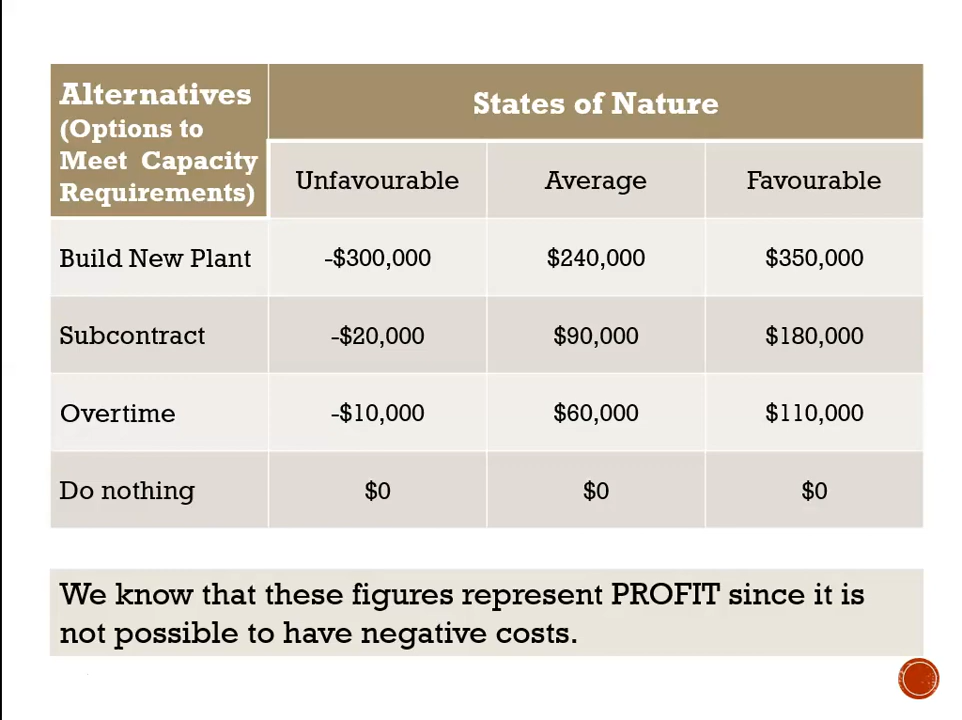 Alternatives
(Options to
Meet Capacity
Requirements)
States of Nature
Unfavourable
Average
Favourable
Build New Plant
-$300,000
$240,000
$350,000
Subcontract
-$20,000
$90,000
$180,000
Overtime
-$10,000
$60,000
$110,000
Do nothing
$0
$0
$0
We know that these figures represent PROFIT since it is
not possible to have negative costs.